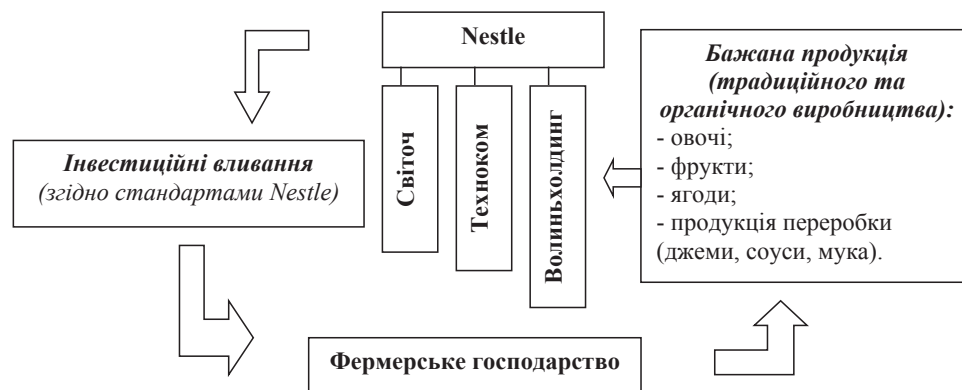 Nestle
Світоч
Техноком
Волиньхолдинг
Інвестиційні вливання
(згідно стандартами Nestle)
Бажана продукція
(традиційного та
органічного виробництва):
- овочі;
- фрукти;
- ягоди;
- продукція переробки
(джеми, соуси, мука).
Фермерське господарство